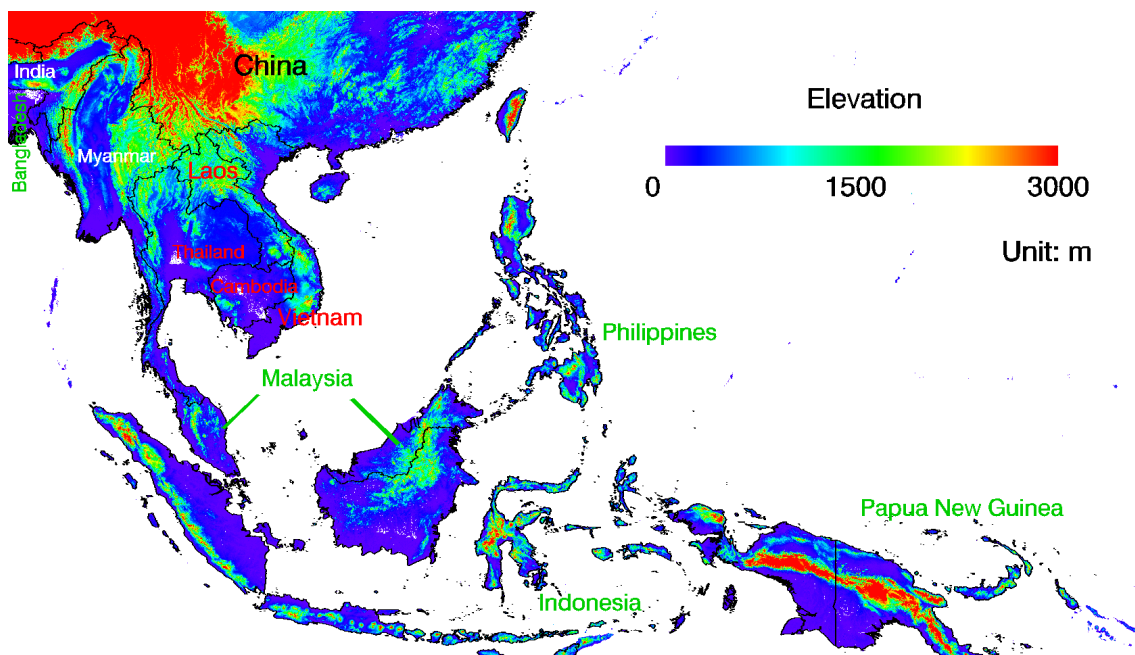 China
India
Elevation
Bangladesh
Myanmar
Laos
0 1500 3000
Thailand
Unit: m
Cambodia
Vietnam
Philippines
Malaysia
Papua New Guinea
Indonesia